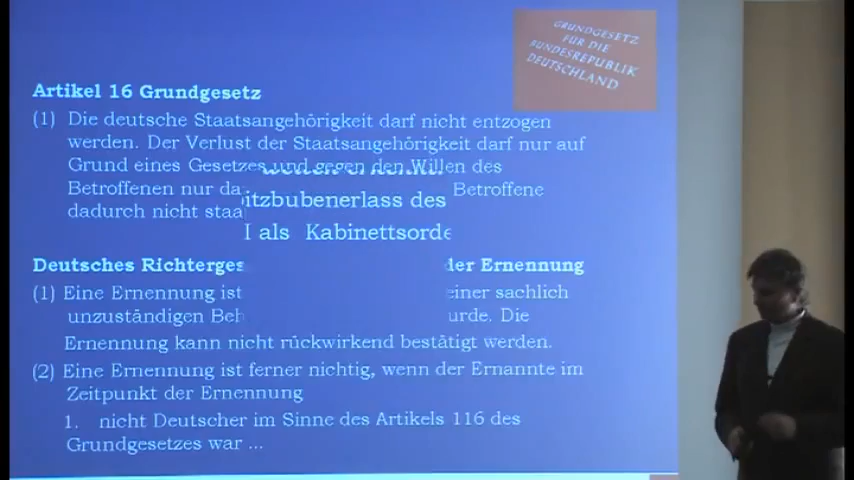 GRUNDGESETZ
FÜR DIE
BUNDESREPUBLIK
DEUTSCHLAND
Artikel 16 Grundgesetz
(1) Die deutsche Staatsangehörigkeit darf nicht entzogen
werden. Der Verlust der Staatsangehörigkeit darf nur auf
Grund eines Gesetzes und gegen den Willen des
Betroffenen nur da Betroffene
itzbubenerlass des
dadurch nicht staa
I als Kabinettsorde
Deutsches Richterges der Ernennung
(1) Eine Ernennung ist einer sachlich
unzuständigen Beh urde. Die
Ernennung kann nicht rückwirkend bestätigt werden.
(2) Eine Ernennung ist ferner nichtig, wenn der Ernannte im
Zeitpunkt der Ernennung
1. nicht Deutscher im Sinne des Artikels 116 des
Grundgesetzes war ...